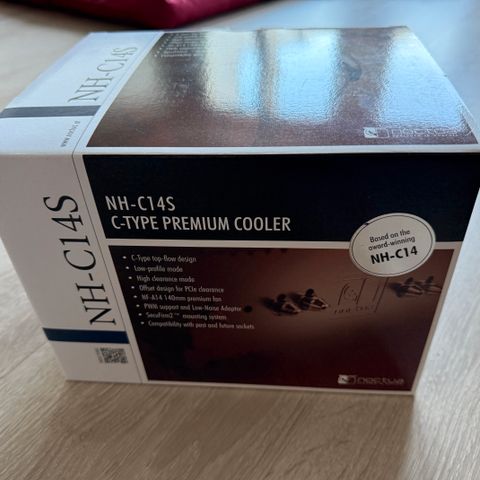 NH-C14S
noctua
NH-C14S
NH-C14S
C-TYPE PREMIUM COOLER
• C-Type top-flow design
• Low-profile mode
• High clearance mode
• Offset design for PCIe clearance
• NF-A14 140mm premium fan
• PWM support and Low-Noise Adaptor
• SecuFirm2™ mounting system
• Compatibility with past and future sockets
Based on the
award-winning
NH-C14
noctua